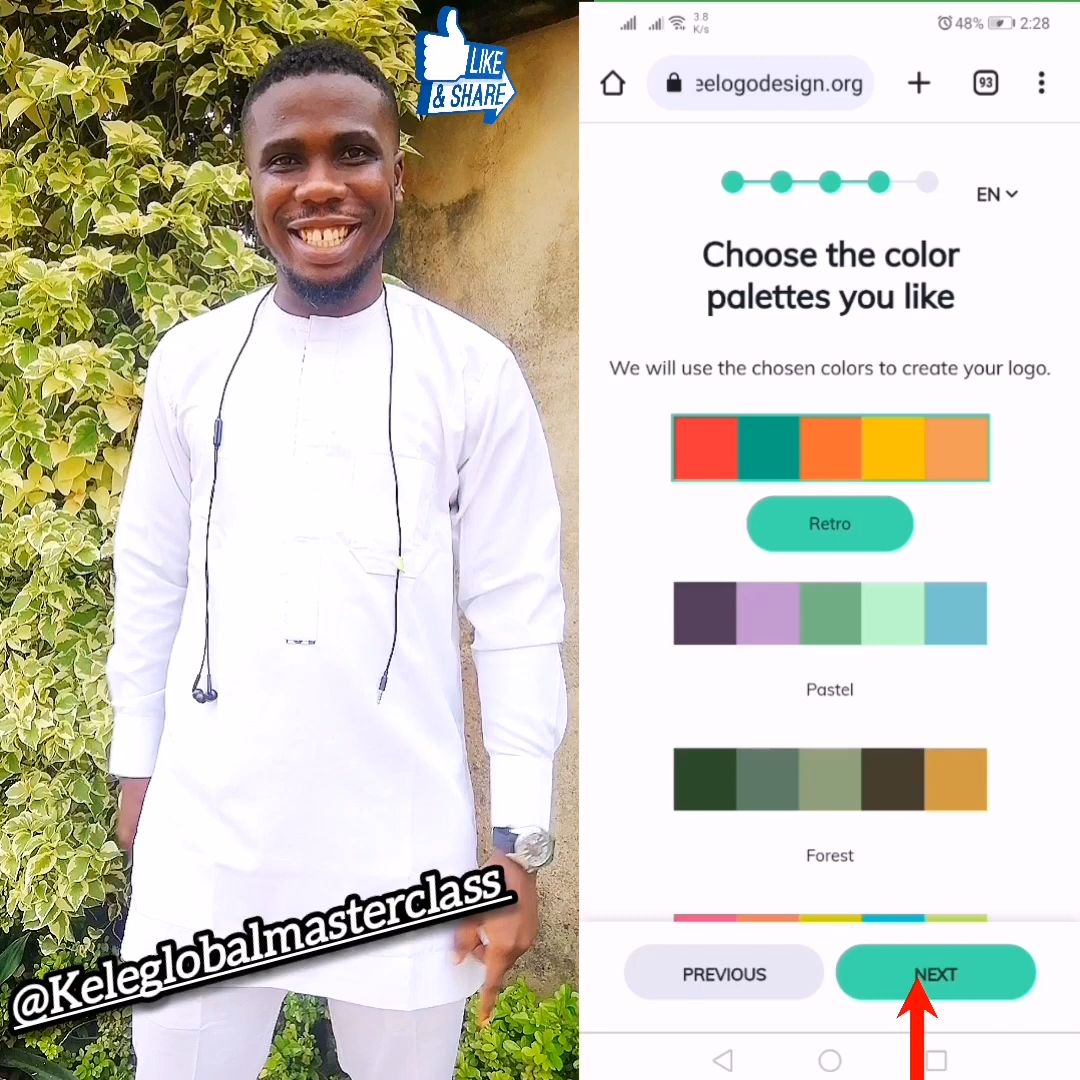 LIKE
& SHARE
@Keleglobalmasterclass
3.8
K/s
48%
2:28
eelogodesign.org
93
EN
Choose the color
palettes you like
We will use the chosen colors to create your logo.
Retro
Pastel
Forest
PREVIOUS
NEXT